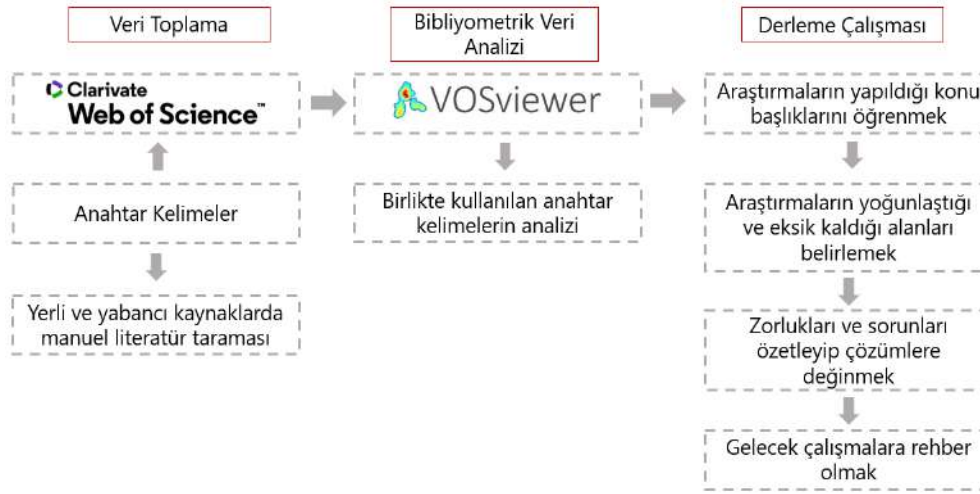 Veri Toplama
Clarivate
Web of Science™
Anahtar Kelimeler
Yerli ve yabancı kaynaklarda
manuel literatür taraması
Bibliyometrik Veri
Analizi
VOSviewer
Birlikte kullanılan anahtar
kelimelerin analizi
Derleme Çalışması
Araştırmaların yapıldığı konu
başlıklarını öğrenmek
Araştırmaların yoğunlaştığı
ve eksik kaldığı alanları
belirlemek
Zorlukları ve sorunları
özetleyip çözümlere
değinmek
Gelecek çalışmalara rehber
olmak